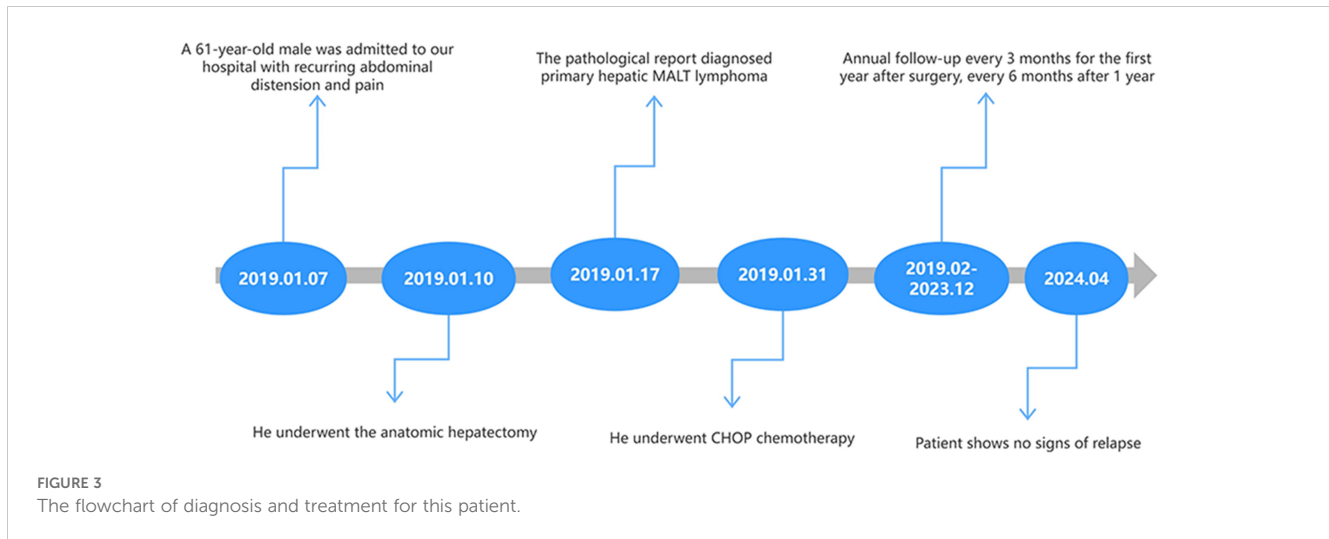 A 61-year-old male was admitted to our
hospital with recurring abdominal
distension and pain
The pathological report diagnosed
primary hepatic MALT lymphoma
Annual follow-up every 3 months for the first
year after surgery, every 6 months after 1 year
2019.01.07
2019.01.10
2019.01.17
2019.01.31
2019.02-
2023.12
2024.04
He underwent the anatomic hepatectomy
He underwent CHOP chemotherapy
Patient shows no signs of relapse
FIGURE 3
The flowchart of diagnosis and treatment for this patient.